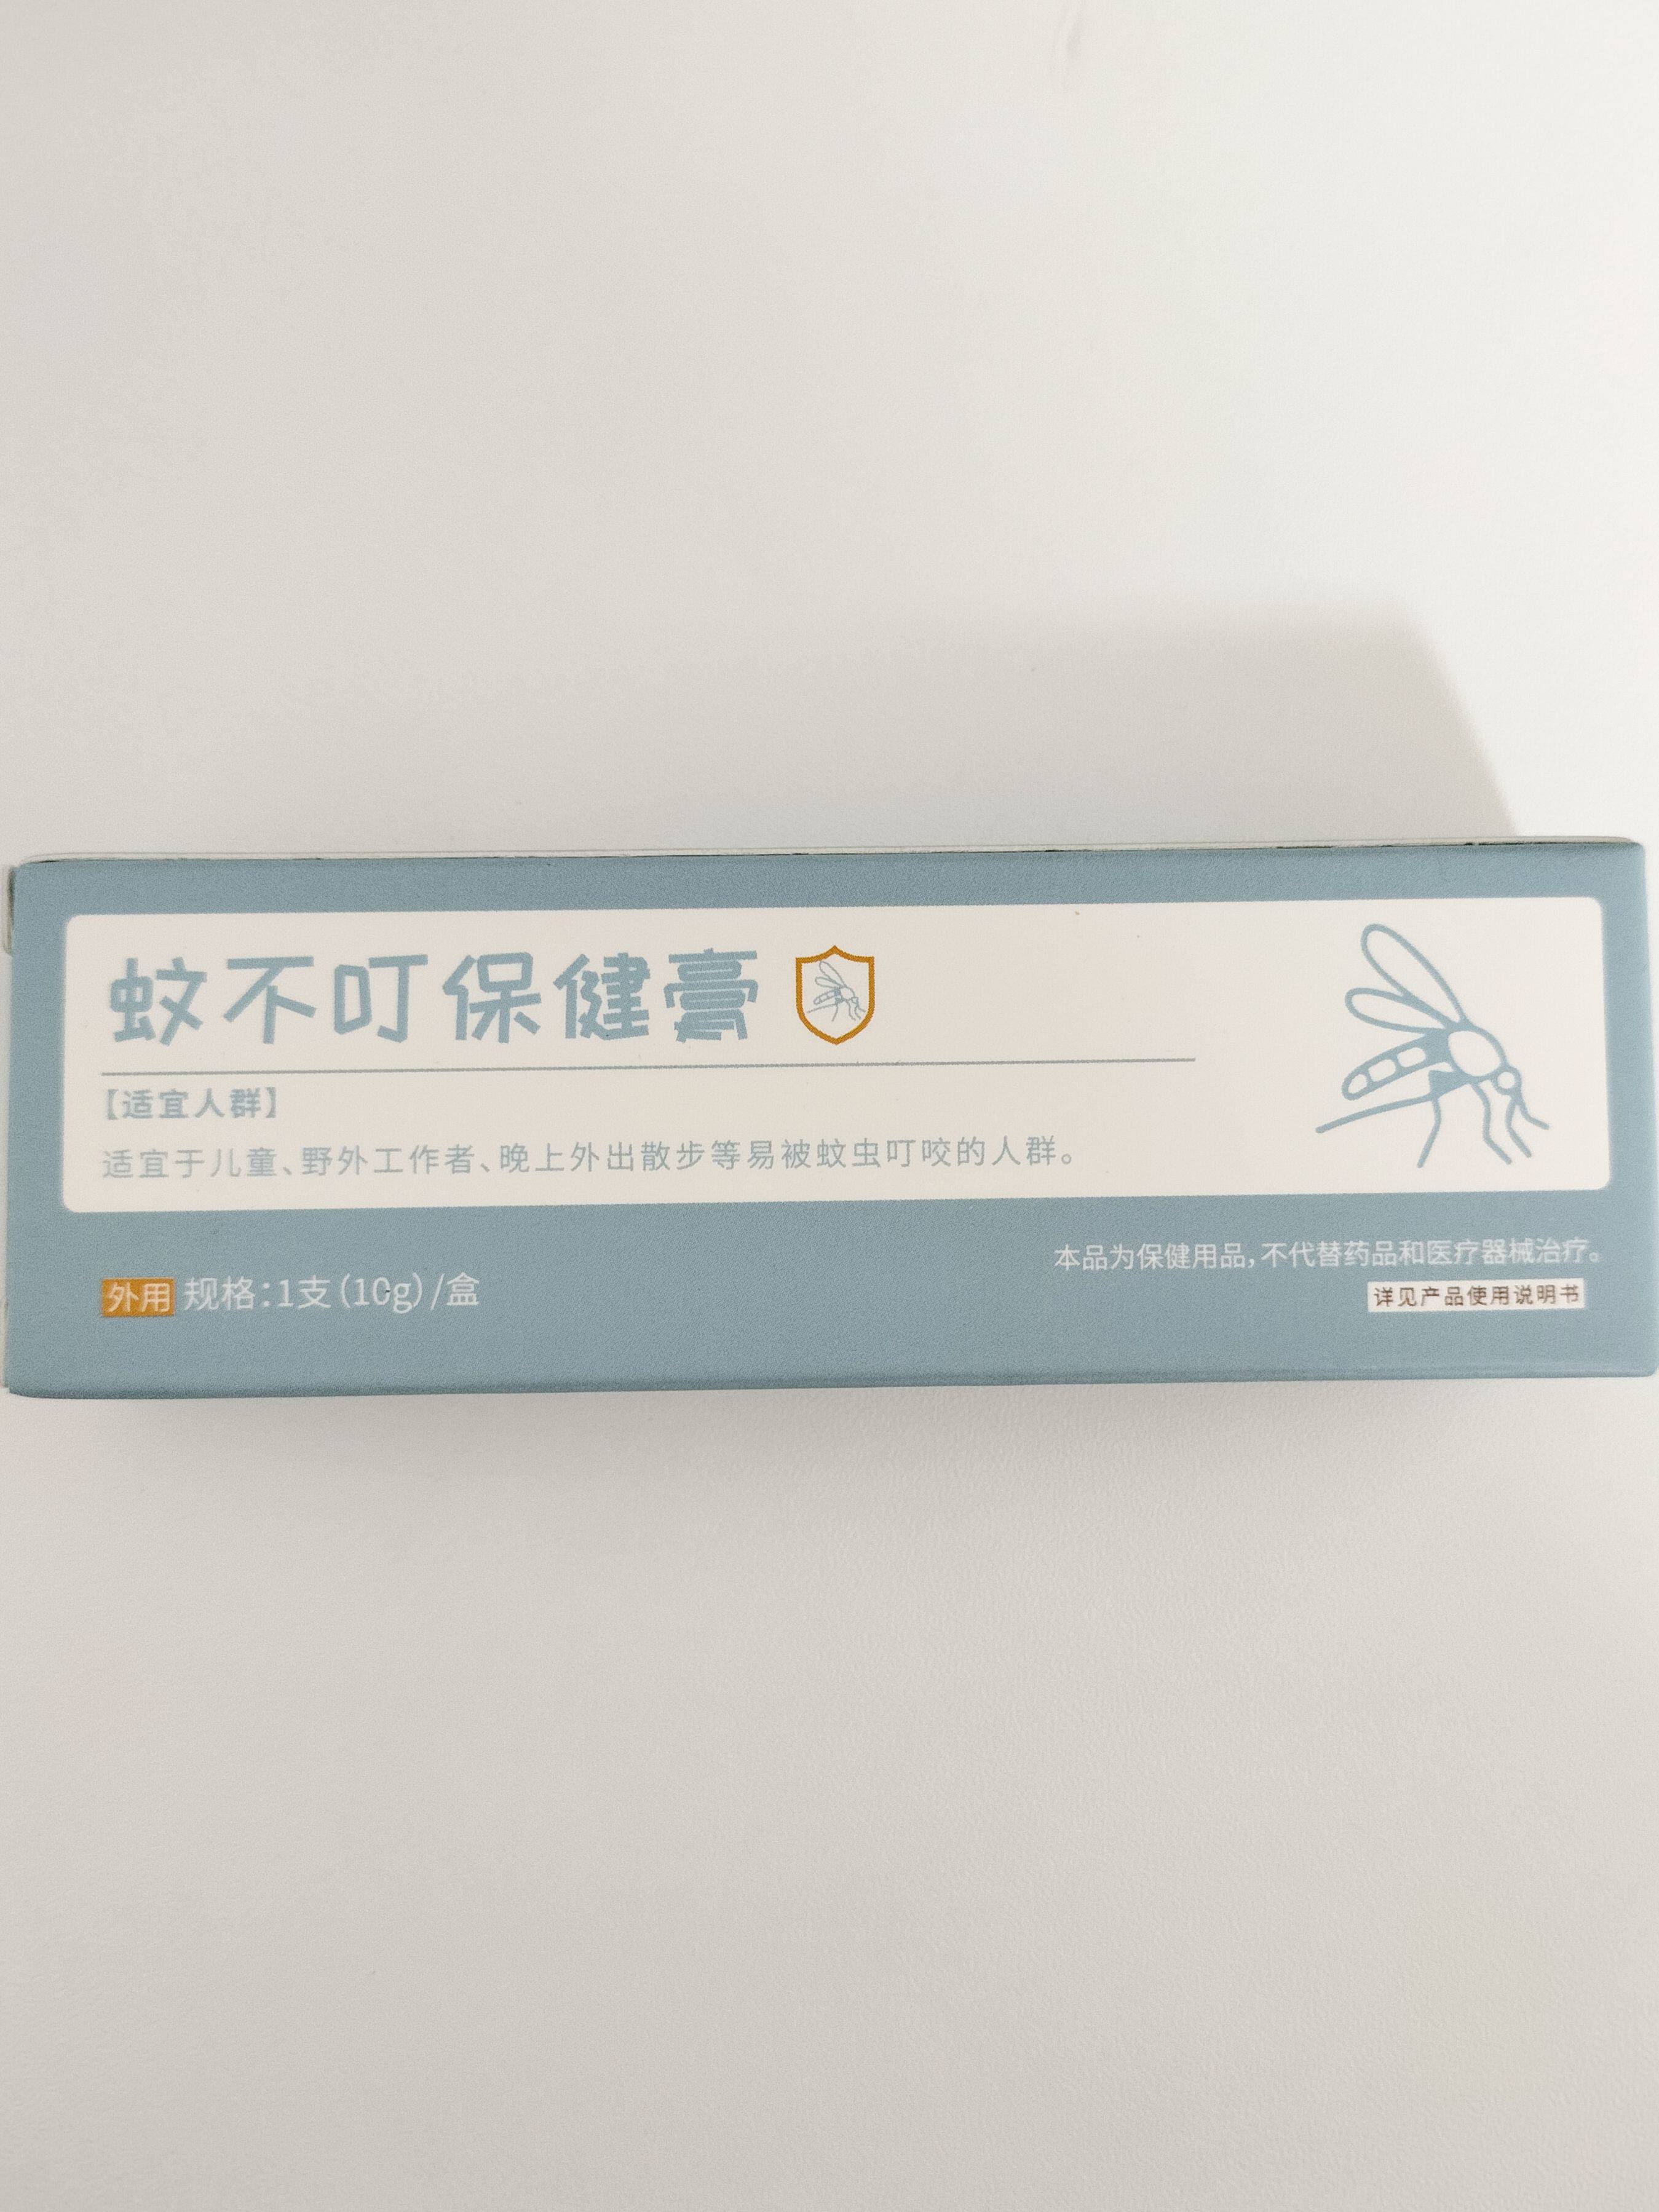 蚊不叮保健膏
【适宜人群】
适宜于儿童、野外工作者、晚上外出散步等易被蚊虫叮咬的人群。
本品为保健用品,不代替药品和医疗器械治疗。
外用 规格:1支(10g)/盒
详见产品使用说明书